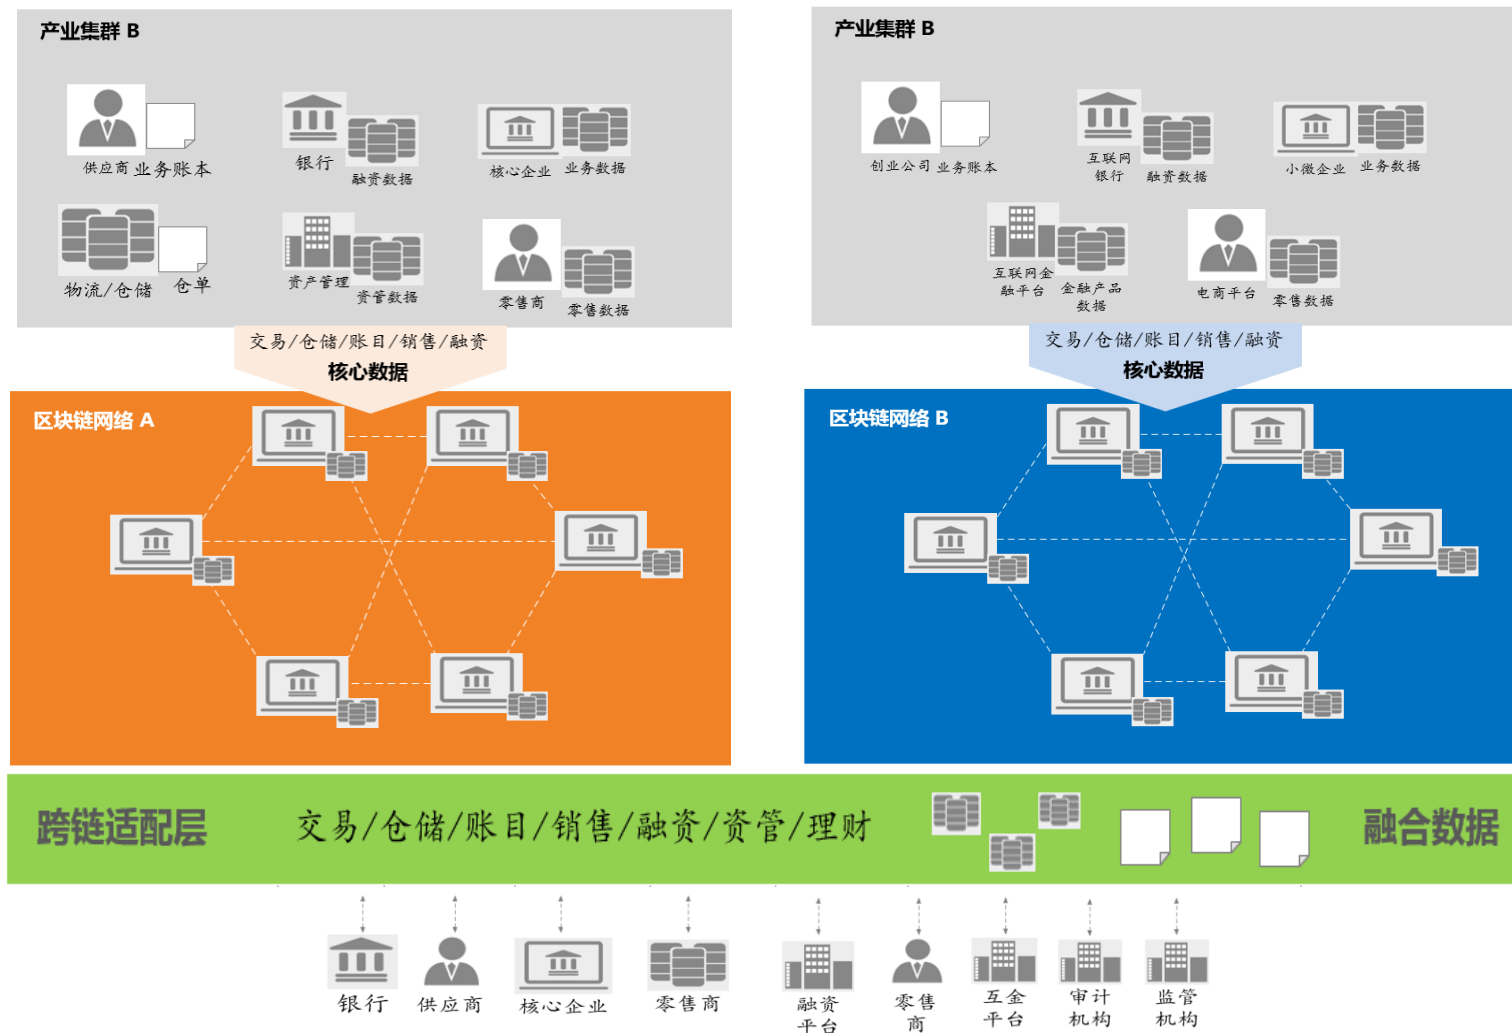 产业集群 B
供应商
业务账本
银行
融资数据
核心企业
业务数据
物流/仓储
仓单
资产管理
资管数据
零售商
零售数据
交易/仓储/账目/销售/融资
核心数据
区块链网络 A
产业集群 B
创业公司
业务账本
互联网
银行
融资数据
小微企业
业务数据
互联网金
融平台
金融产品
数据
电商平台
零售数据
交易/仓储/账目/销售/融资
核心数据
区块链网络 B
跨链适配层
交易/仓储/账目/销售/融资/资管/理财
融合数据
银行
供应商
核心企业
零售商
融资
平台
零售
商
互金
平台
审计
机构
监管
机构